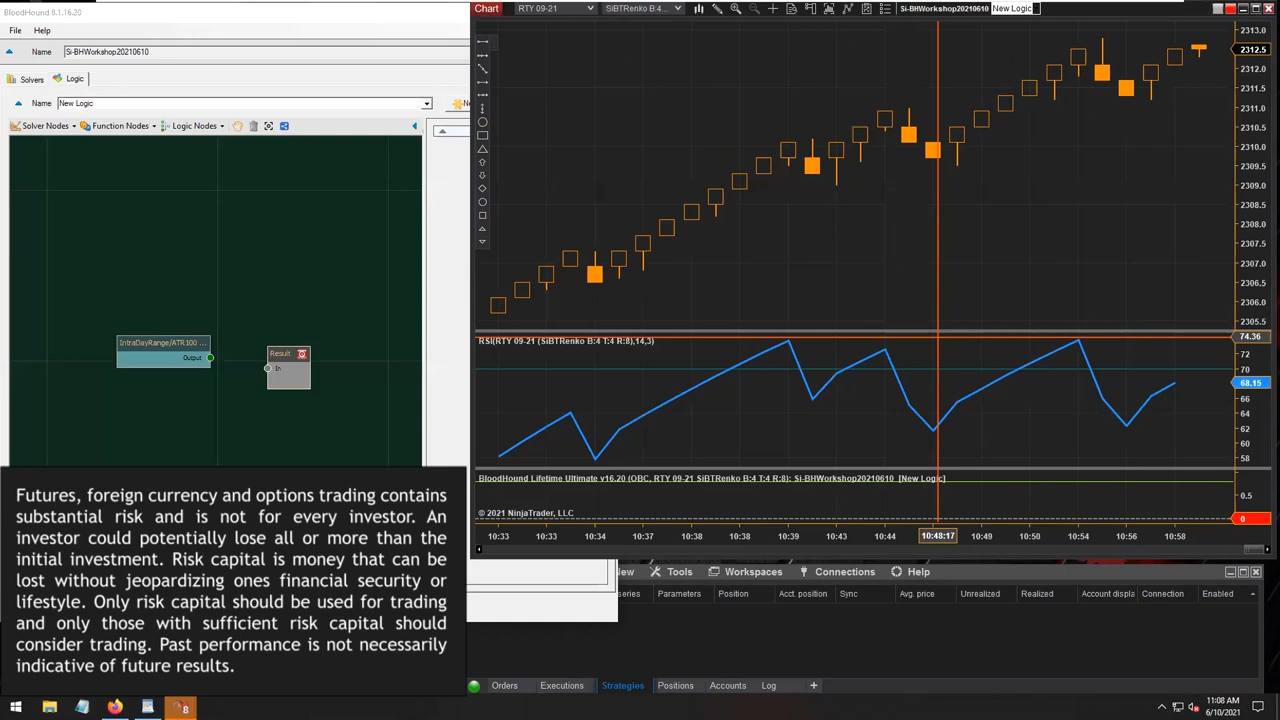 BloodHound 8.1.16.20
File Help
Name Si-BHWorkshop20210610
Solvers Logic
Name New Logic
Solver Nodes Function Nodes Logic Nodes
IntraDayRange/ATR100 ...
Output
Result
In
Chart RTY 09-21 SiBTRenko B:4... Si-BHWorkshop20210610 New Logic
2313.0
2312.5
2312.0
2311.5
2311.0
2310.5
2310.0
2309.5
2309.0
2308.5
2308.0
2307.5
2307.0
2306.5
2306.0
2305.5
RSI(RTY 09-21 (SiBTRenko B:4 T:4 R:8),14,3)
74.36
72
70
68.15
66
64
62
60
58
BloodHound Lifetime Ultimate v16.20 (OBC, RTY 09-21 SiBTRenko B:4 T:4 R:8): Si-BHWorkshop20210610 [New Logic]
0.5
© 2021 NinjaTrader, LLC
0
10:33 10:33 10:34 10:36 10:37 10:38 10:39 10:43 10:44 10:48:17 10:49 10:50 10:54 10:56 10:58
New Tools Workspaces Connections Help
series Parameters Position Acct. position Sync Avg. price Unrealized Realized Account displa Connection Enabled
Orders Executions Strategies Positions Accounts Log +
Futures, foreign currency and options trading contains
substantial risk and is not for every investor. An
investor could potentially lose all or more than the
initial investment. Risk capital is money that can be
lost without jeopardizing ones financial security or
lifestyle. Only risk capital should be used for trading
and only those with sufficient risk capital should
consider trading. Past performance is not necessarily
indicative of future results.
11:08 AM
6/10/2021